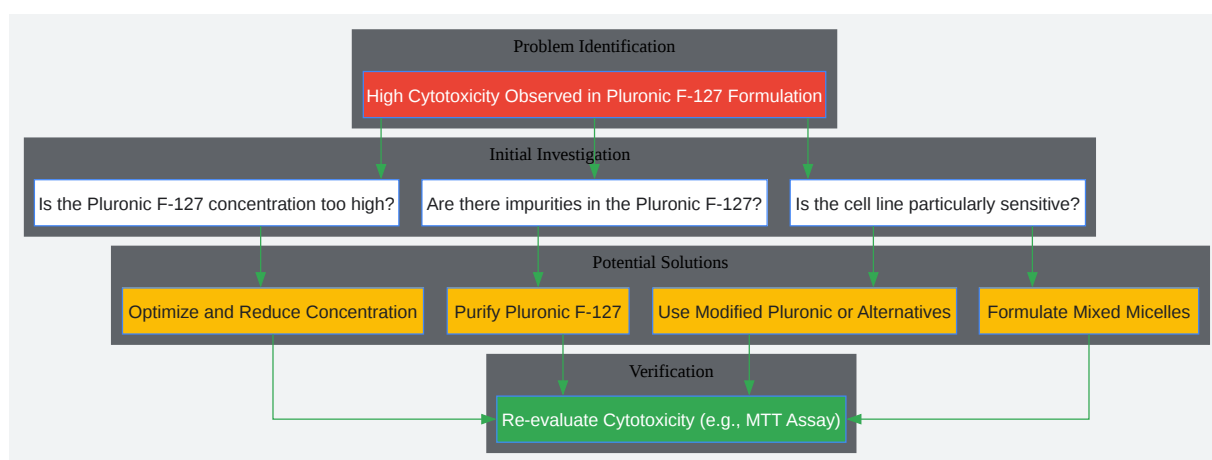 Problem Identification
High Cytotoxicity Observed in Pluronic F-127 Formulation
Initial Investigation
Is the Pluronic F-127 concentration too high?
Are there impurities in the Pluronic F-127?
Is the cell line particularly sensitive?
Potential Solutions
Optimize and Reduce Concentration
Purify Pluronic F-127
Use Modified Pluronic or Alternatives
Formulate Mixed Micelles
Verification
Re-evaluate Cytotoxicity (e.g., MTT Assay)